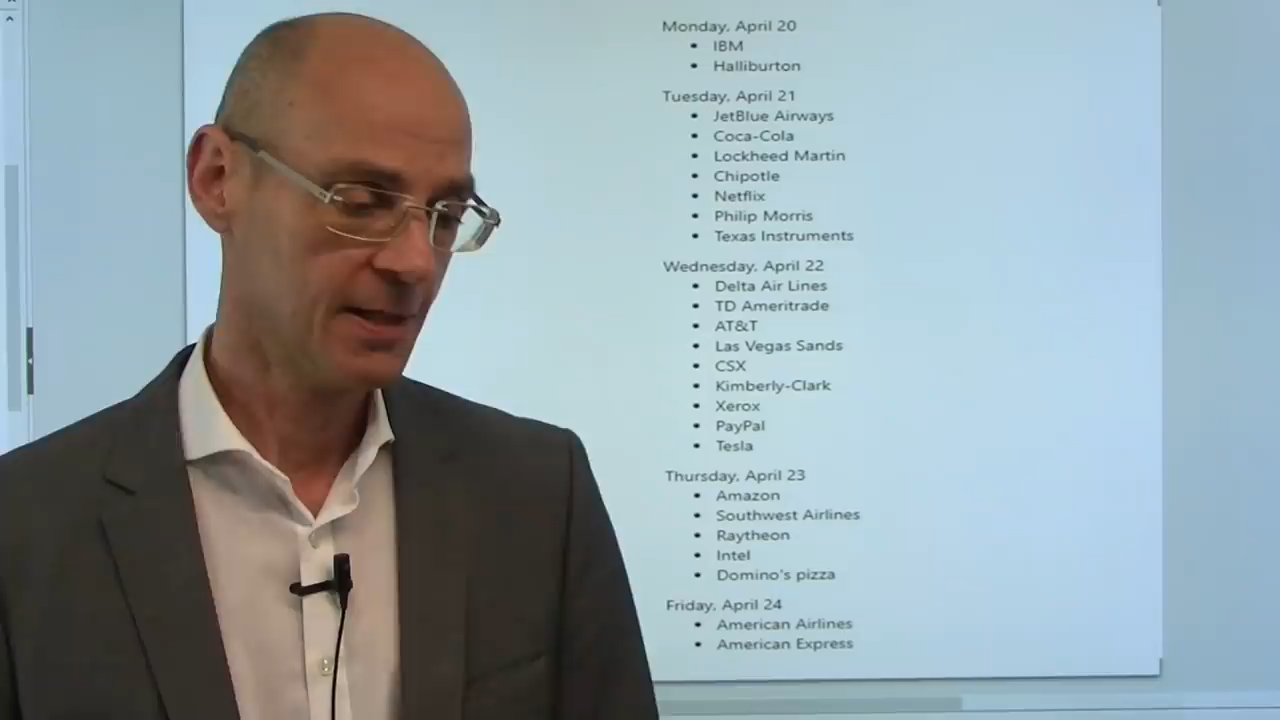 Monday, April 20
• IBM
• Halliburton
Tuesday, April 21
• JetBlue Airways
• Coca-Cola
• Lockheed Martin
• Chipotle
• Netflix
• Philip Morris
• Texas Instruments
Wednesday, April 22
• Delta Air Lines
• TD Ameritrade
• AT&T
• Las Vegas Sands
• CSX
• Kimberly-Clark
• Xerox
• PayPal
• Tesla
Thursday, April 23
• Amazon
• Southwest Airlines
• Raytheon
• Intel
• Domino's pizza
Friday, April 24
• American Airlines
• American Express